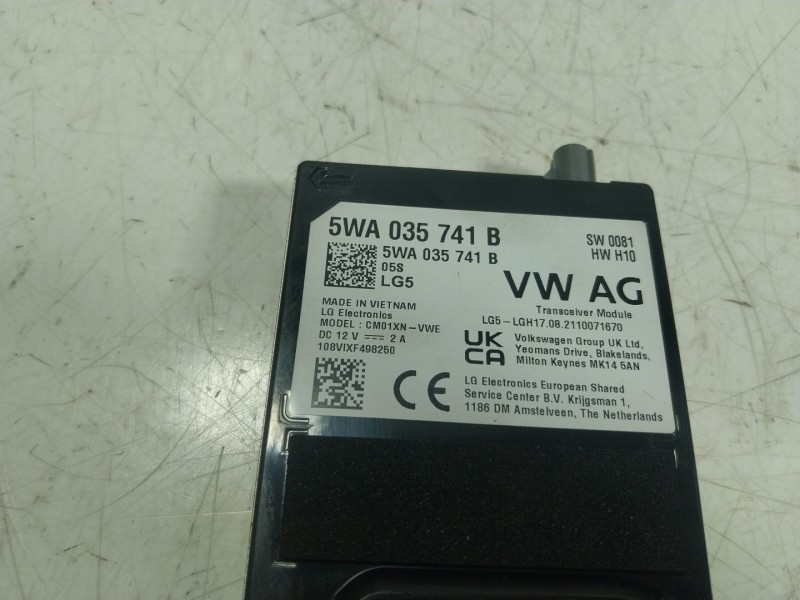 5WA 035 741 B
SW 0081
HW H10
5WA 035 741 B
05S
LG5
VW AG
Transceiver Module
LG5-LGH17.08.2110071670
MADE IN VIETNAM
LG Electronics
MODEL: CM01XN-VWE
DC 12 V ⎓ 2 A
108VIXF498250
UK
CA
Volkswagen Group UK Ltd,
Yeomans Drive, Blakelands,
Milton Keynes MK14 5AN
CE
LG Electronics European Shared
Service Center B.V. Krijgsman 1,
1186 DM Amstelveen, The Netherlands